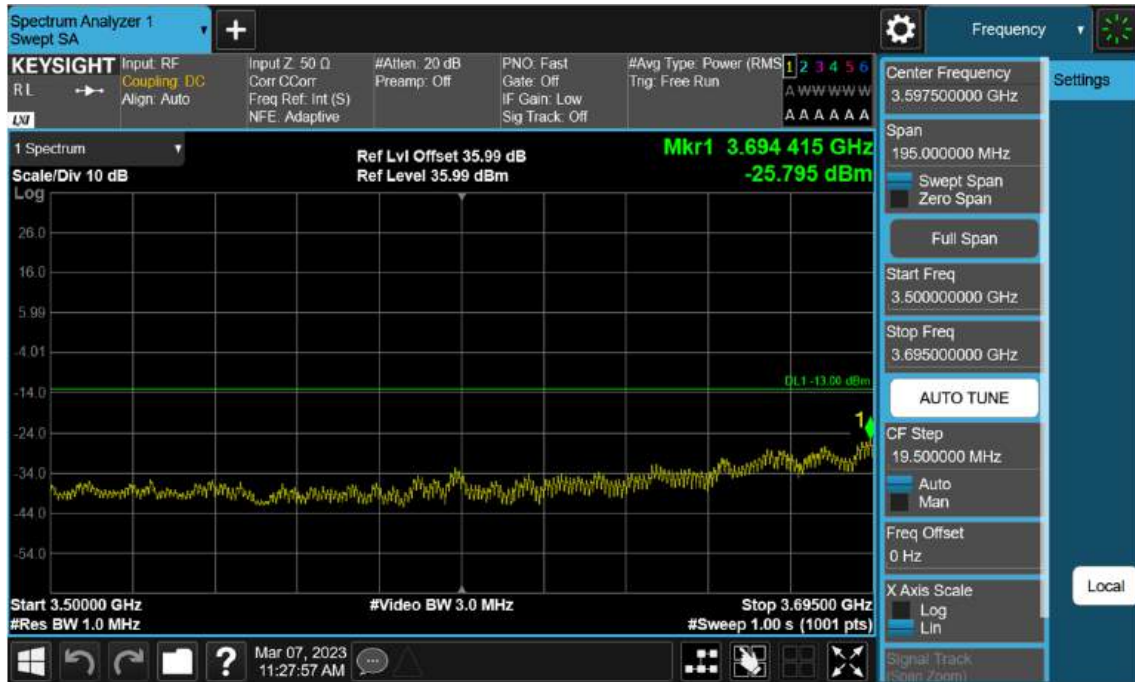 Spectrum Analyzer 1
Swept SA
+
Frequency
KEYSIGHT
RL
LXI
Input: RF
Coupling: DC
Align: Auto
Input Z: 50 Ω
Corr CCorr
Freq Ref: Int (S)
NFE: Adaptive
#Atten: 20 dB
Preamp: Off
PNO: Fast
Gate: Off
IF Gain: Low
Sig Track: Off
#Avg Type: Power (RMS
Trig: Free Run
1 2 3 4 5 6
A W W W W W
A A A A A A
1 Spectrum
Scale/Div 10 dB
Log
Ref Lvl Offset 35.99 dB
Ref Level 35.99 dBm
Mkr1 3.694 415 GHz
-25.795 dBm
26.0
16.0
5.99
-4.01
DL1 -13.00 dBm
-14.0
1
-24.0
-34.0
-44.0
-54.0
Start 3.50000 GHz
#Res BW 1.0 MHz
#Video BW 3.0 MHz
Stop 3.69500 GHz
#Sweep 1.00 s (1001 pts)
?
Mar 07, 2023
11:27:57 AM
Center Frequency
3.597500000 GHz
Settings
Span
195.000000 MHz
Swept Span
Zero Span
Full Span
Start Freq
3.500000000 GHz
Stop Freq
3.695000000 GHz
AUTO TUNE
CF Step
19.500000 MHz
Auto
Man
Freq Offset
0 Hz
X Axis Scale
Log
Lin
Local
Signal Track
(Span Zoom)